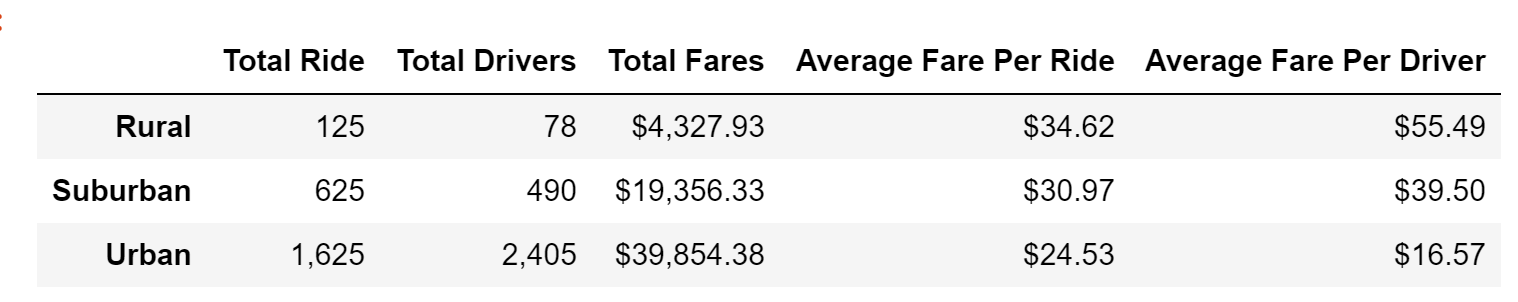 Total Ride Total Drivers Total Fares Average Fare Per Ride Average Fare Per Driver
Rural 125 78 $4,327.93 $34.62 $55.49
Suburban 625 490 $19,356.33 $30.97 $39.50
Urban 1,625 2,405 $39,854.38 $24.53 $16.57